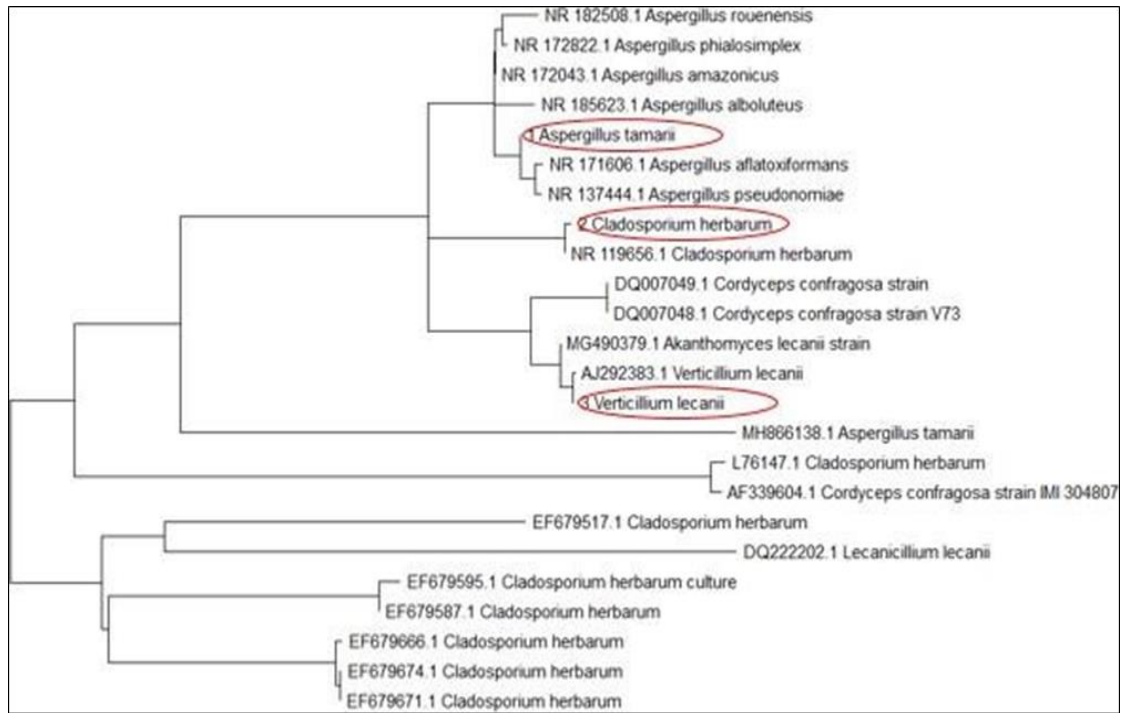 NR 182508.1 Aspergillus rouenensis
NR 172822.1 Aspergillus phialosimplex
NR 172043.1 Aspergillus amazonicus
NR 185623.1 Aspergillus alboluteus
1 Aspergillus tamarii
NR 171606.1 Aspergillus aflatoxiformans
NR 137444.1 Aspergillus pseudonomiae
2 Cladosporium herbarum
NR 119656.1 Cladosporium herbarum
DQ007049.1 Cordyceps confragosa strain
DQ007048.1 Cordyceps confragosa strain V73
MG490379.1 Akanthomyces lecanii strain
AJ292383.1 Verticillium lecanii
3 Verticillium lecanii
MH866138.1 Aspergillus tamarii
L76147.1 Cladosporium herbarum
AF339604.1 Cordyceps confragosa strain IMI 304807
EF679517.1 Cladosporium herbarum
DQ222202.1 Lecanicillium lecanii
EF679595.1 Cladosporium herbarum culture
EF679587.1 Cladosporium herbarum
EF679666.1 Cladosporium herbarum
EF679674.1 Cladosporium herbarum
EF679671.1 Cladosporium herbarum